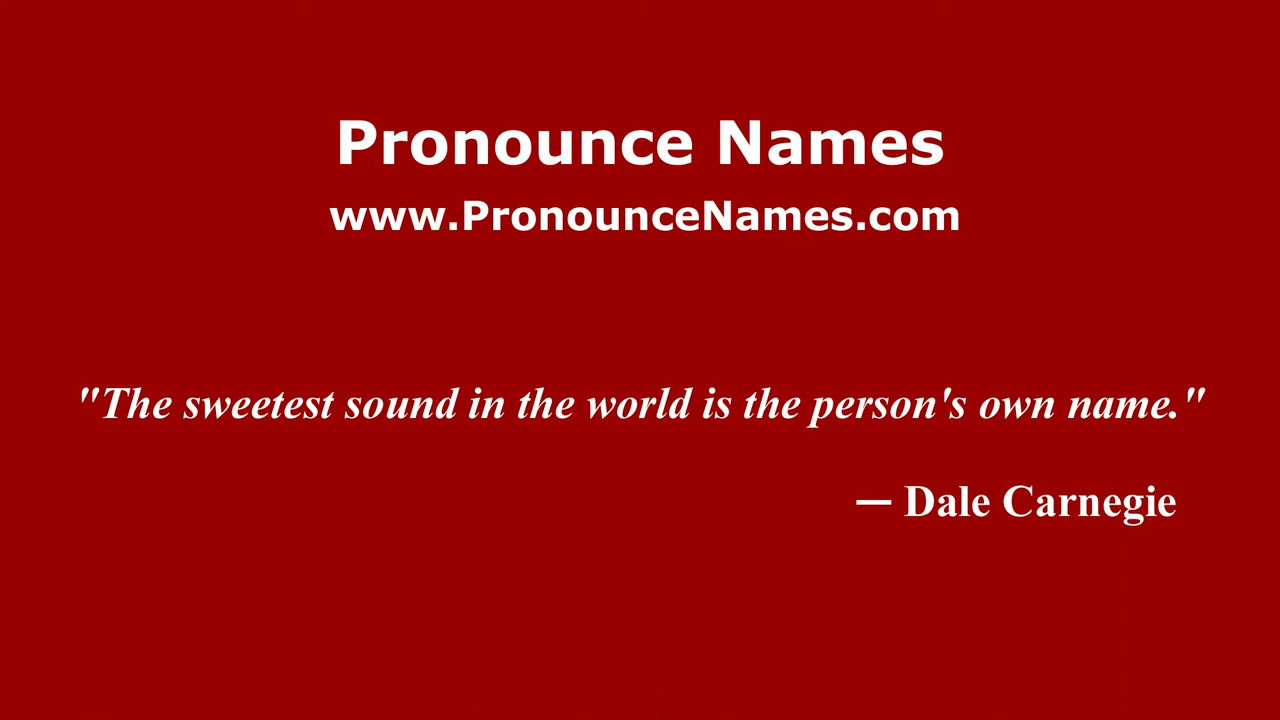 Pronounce Names
www.PronounceNames.com
"The sweetest sound in the world is the person's own name."
— Dale Carnegie